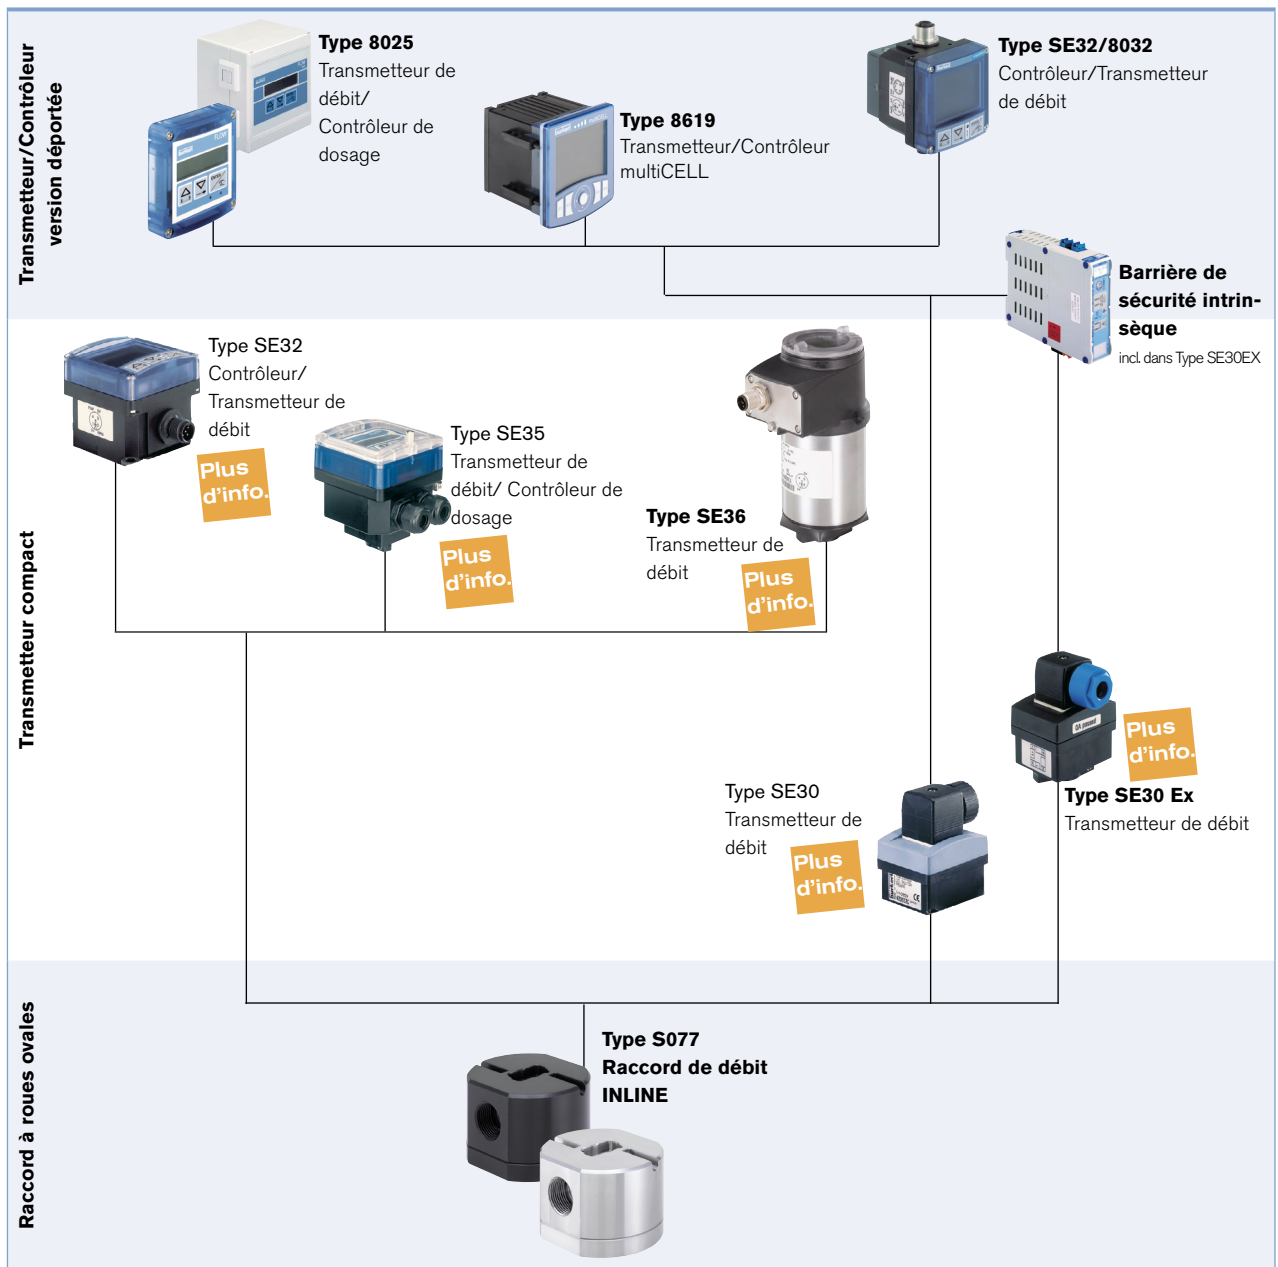 Transmetteur/Contrôleur
version déportée
Type 8025
Transmetteur de
débit/
Contrôleur de
dosage
Type 8619
Transmetteur/Contrôleur
multiCELL
Type SE32/8032
Contrôleur/Transmetteur
de débit
Barrière de
sécurité intrin-
sèque
incl. dans Type SE30EX
Transmetteur compact
Type SE32
Contrôleur/
Transmetteur de
débit
Plus
d'info.
Type SE35
Transmetteur de
débit/ Contrôleur de
dosage
Plus
d'info.
Type SE36
Transmetteur de
débit
Plus
d'info.
QA passed
Plus
d'info.
Type SE30 Ex
Transmetteur de débit
Type SE30
Transmetteur de
débit
Plus
d'info.
Raccord à roues ovales
Type S077
Raccord de débit
INLINE